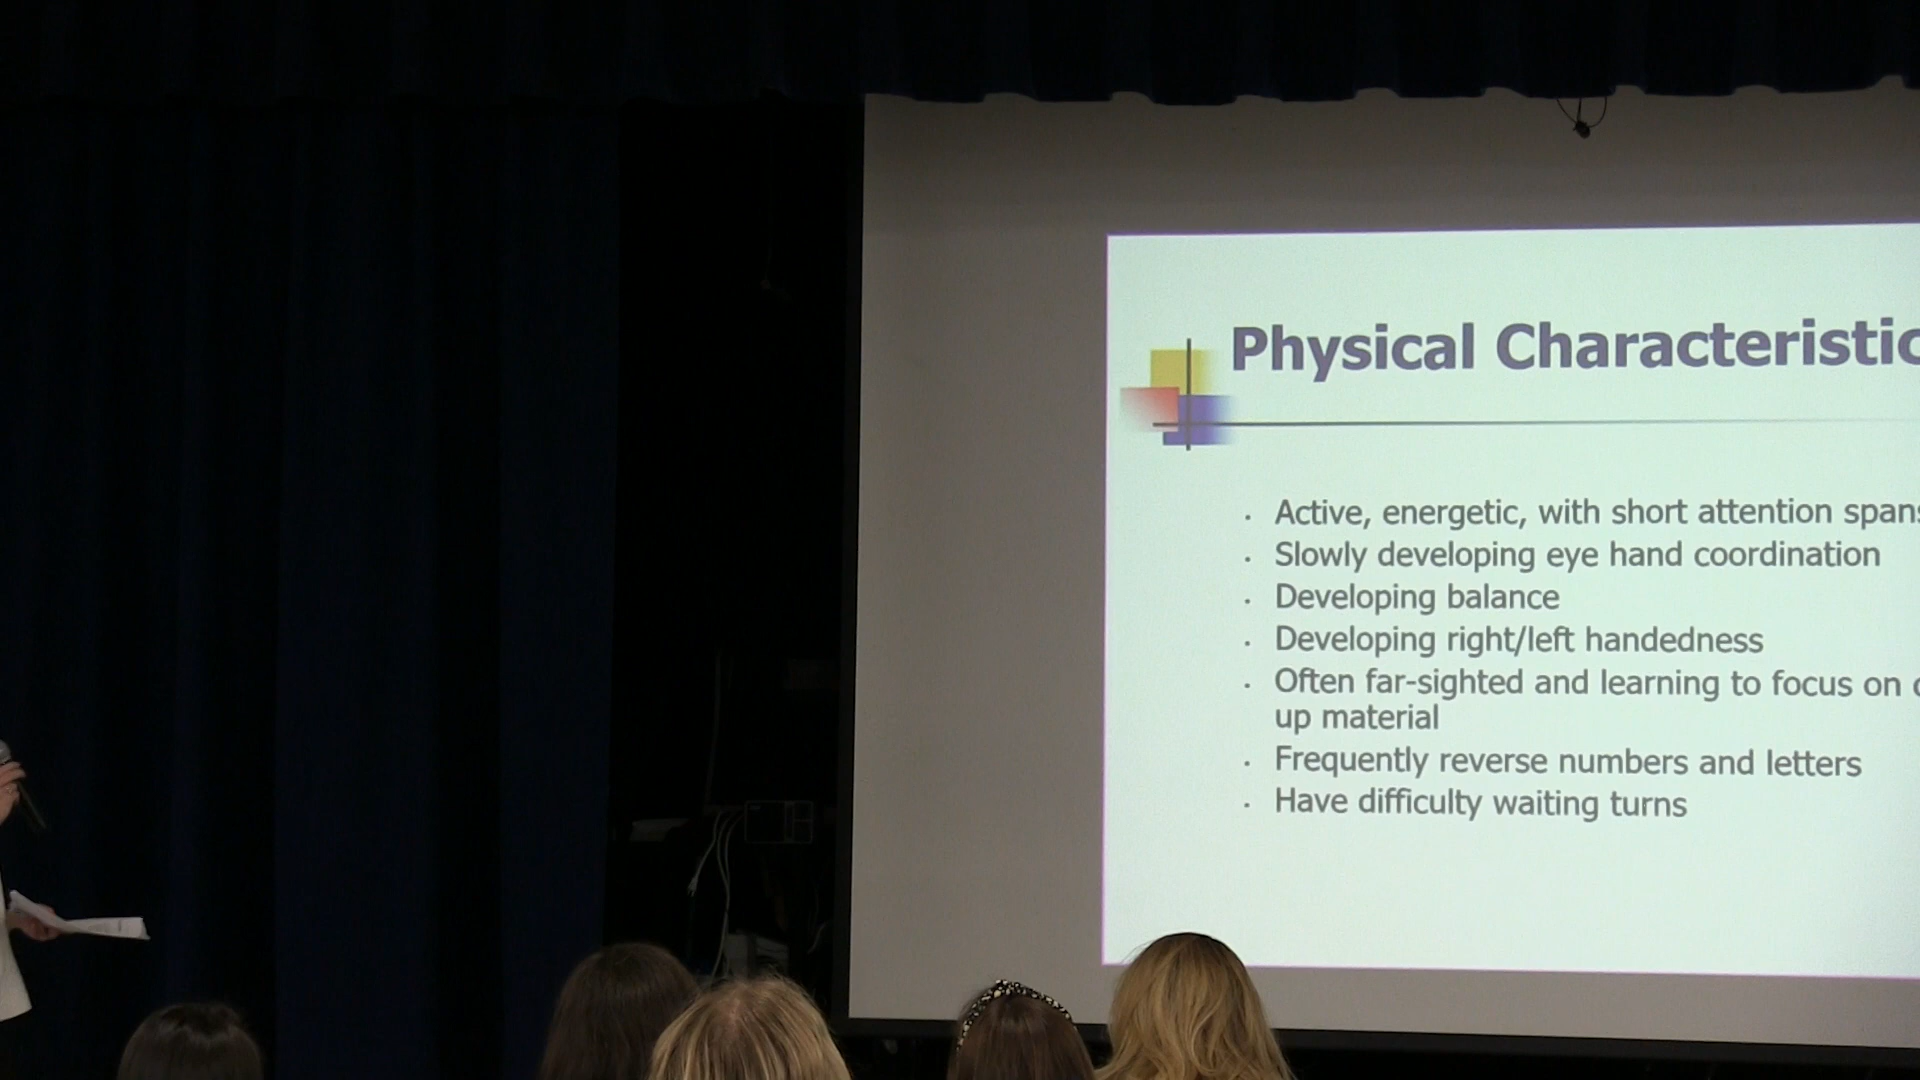 Physical Characteristic
Active, energetic, with short attention spans
Slowly developing eye hand coordination
Developing balance
Developing right/left handedness
Often far-sighted and learning to focus on
up material
Frequently reverse numbers and letters
Have difficulty waiting turns